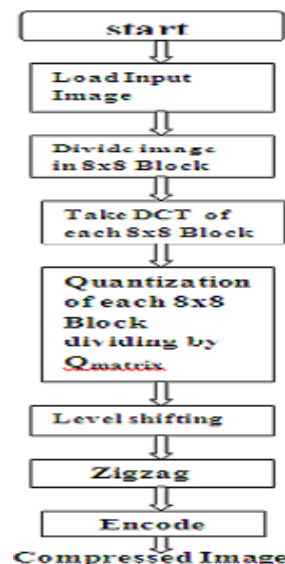 start
Load Input
Image
Divide image
in 8x8 Block
Take DCT of
each 8x8 Block
Quantization
of each 8x8
Block
dividing by
Qmatrix
Level shifting
Zigzag
Encode
Compressed Image